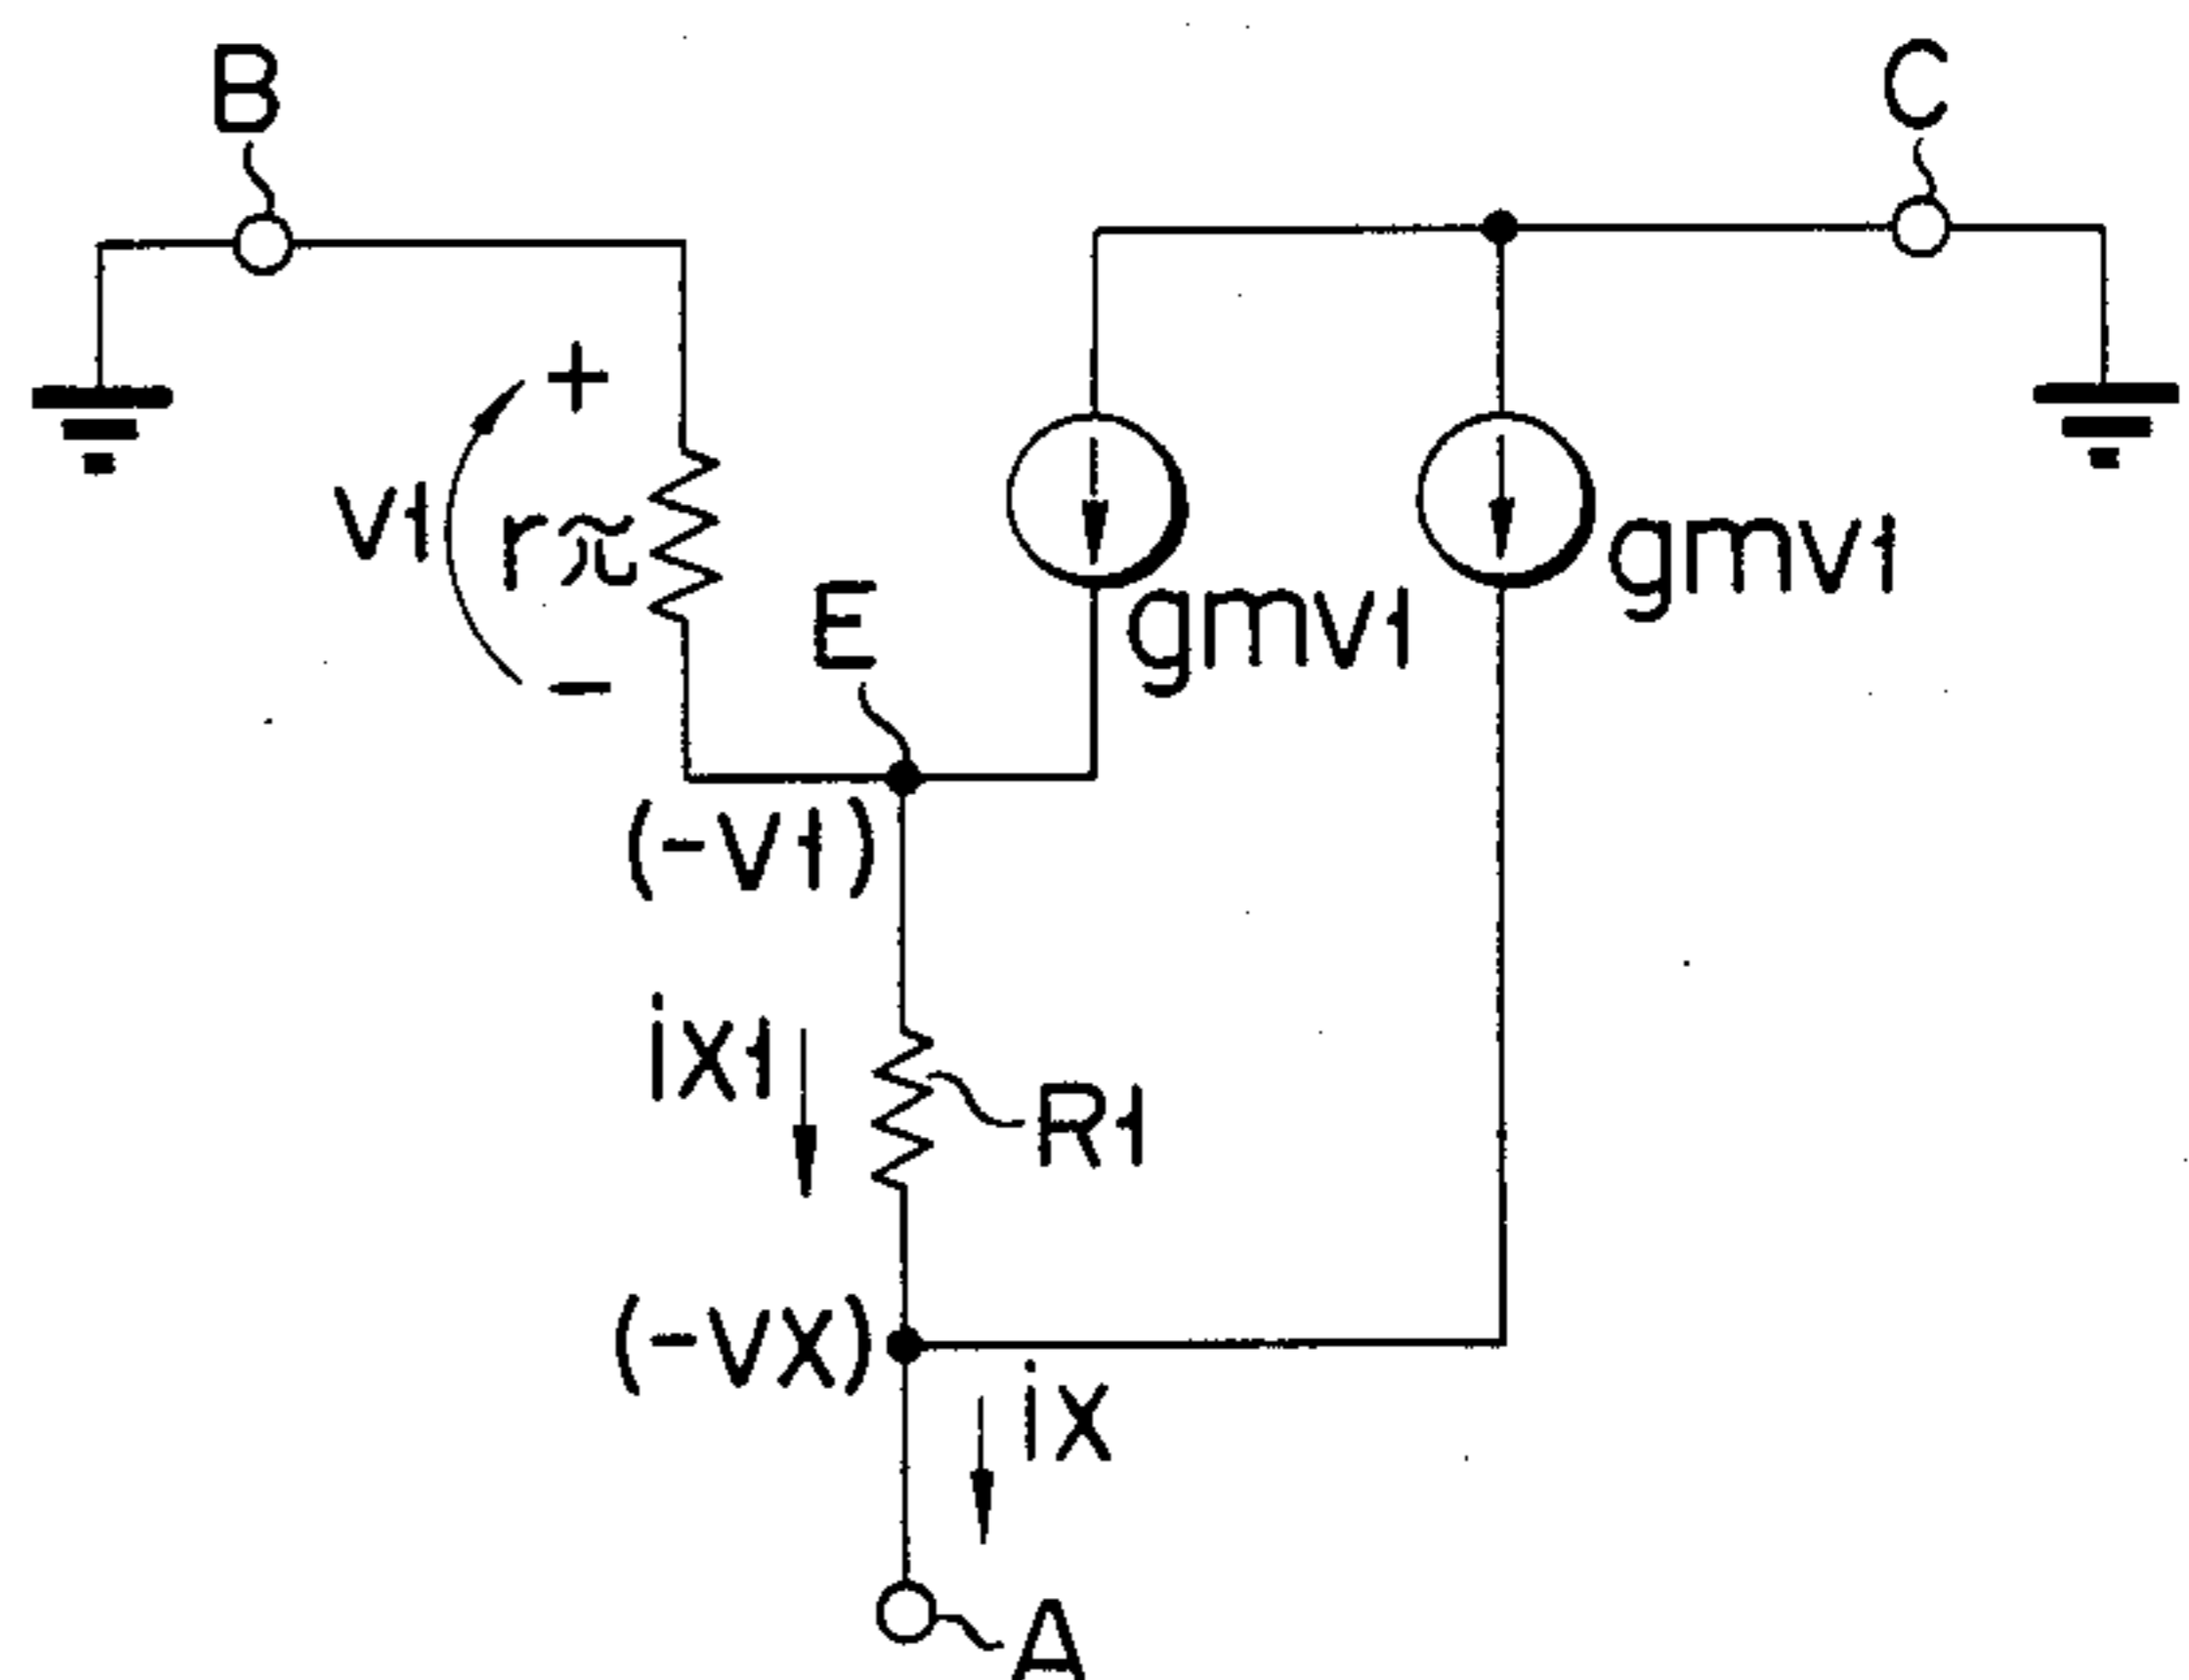 B
C
+
v1
rπ
gmv1
E
gmv1
−
(-v1)
ix1
R1
(-vx)
ix
A